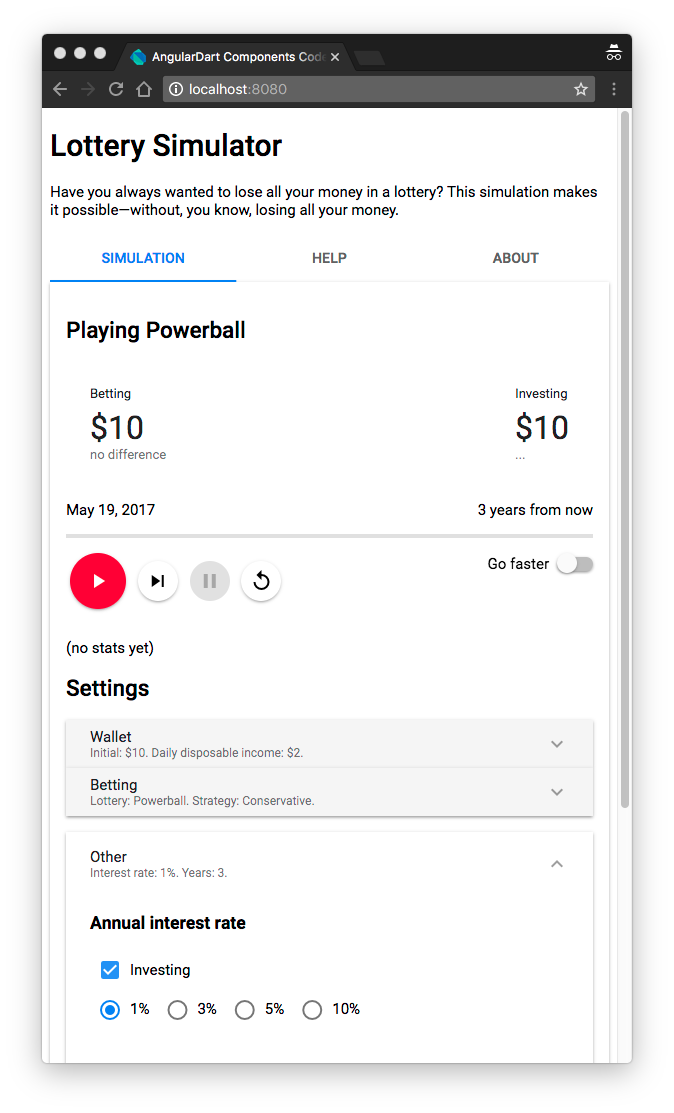 AngularDart Components Code
localhost:8080
Lottery Simulator
Have you always wanted to lose all your money in a lottery? This simulation makes
it possible—without, you know, losing all your money.
SIMULATION HELP ABOUT
Playing Powerball
Betting Investing
$10 $10
no difference ...
May 19, 2017 3 years from now
Go faster
(no stats yet)
Settings
Wallet
Initial: $10. Daily disposable income: $2.
Betting
Lottery: Powerball. Strategy: Conservative.
Other
Interest rate: 1%. Years: 3.
Annual interest rate
Investing
1% 3% 5% 10%